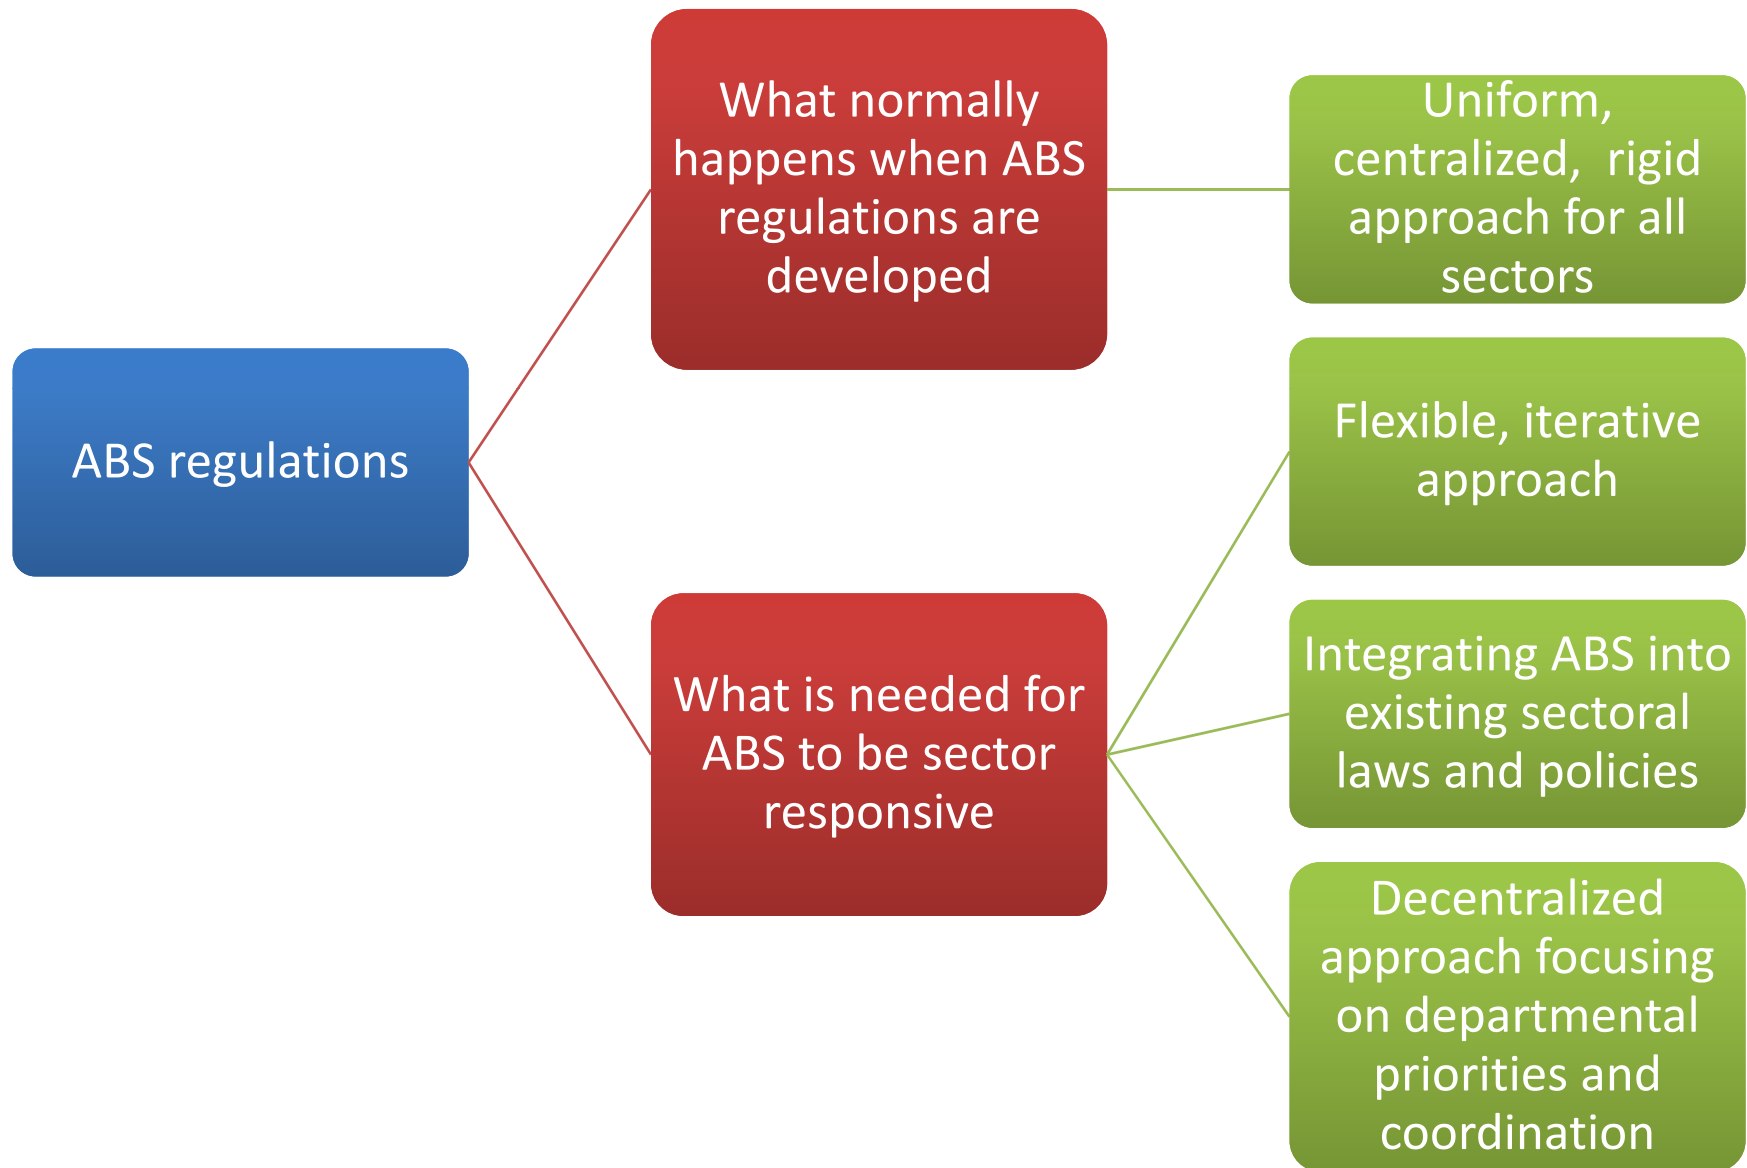 ABS regulations
What normally
happens when ABS
regulations are
developed
Uniform,
centralized,  rigid
approach for all
sectors
What is needed for
ABS to be sector
responsive
Flexible, iterative
approach
Integrating ABS into
existing sectoral
laws and policies
Decentralized
approach focusing
on departmental
priorities and
coordination